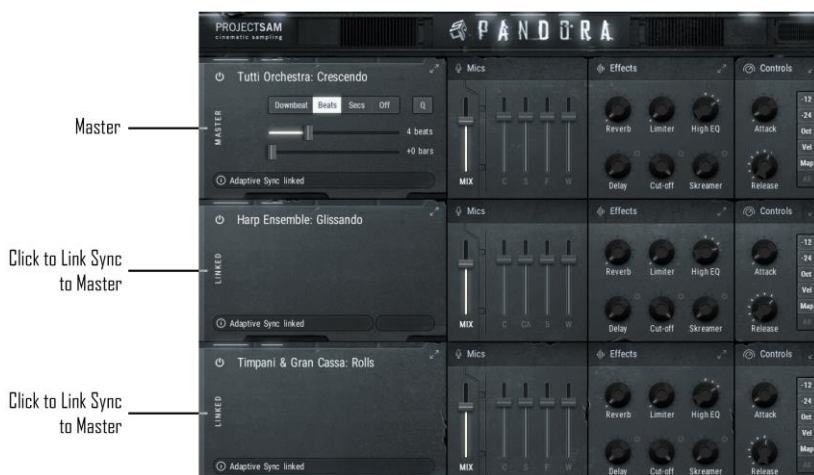 PROJECTSAM
cinematic sampling
PANDORA
Master
MASTER
Tutti Orchestra: Crescendo
Downbeat Beats Secs Off Q
4 beats
+0 bars
Adaptive Sync linked
Mics
MIX C S F W
Effects
Reverb Limiter High EQ
Delay Cut-off Skreamer
Controls
Attack
Release
-12
-24
Oct
Vel
Map
All
Click to Link Sync
to Master
LINKED
Harp Ensemble: Glissando
Adaptive Sync linked
Mics
MIX C CA S W
Effects
Reverb Limiter High EQ
Delay Cut-off Skreamer
Controls
Attack
Release
-12
-24
Oct
Vel
Map
Click to Link Sync
to Master
LINKED
Timpani & Gran Cassa: Rolls
Adaptive Sync linked
Mics
MIX
Effects
Reverb Limiter High EQ
Delay Cut-off Skreamer
Controls
Attack
Release
-12
-24
Oct
Vel
Map